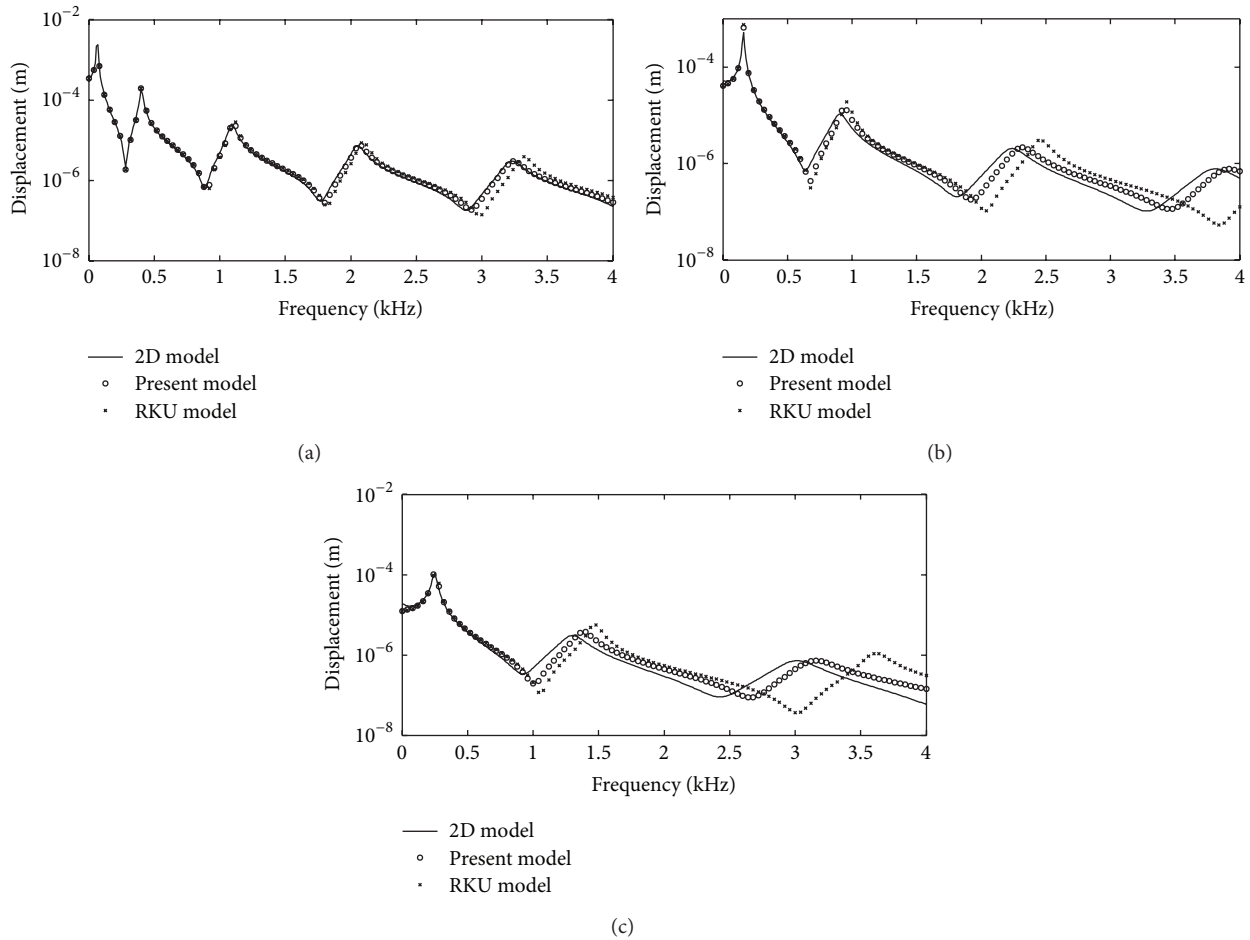 10⁻²
10⁻⁴
10⁻⁶
10⁻⁸
Displacement (m)
0 0.5 1 1.5 2 2.5 3 3.5 4
Frequency (kHz)
2D model
Present model
RKU model
(a)
10⁻⁴
10⁻⁶
10⁻⁸
Displacement (m)
0 0.5 1 1.5 2 2.5 3 3.5 4
Frequency (kHz)
2D model
Present model
RKU model
(b)
10⁻²
10⁻⁴
10⁻⁶
10⁻⁸
Displacement (m)
0 0.5 1 1.5 2 2.5 3 3.5 4
Frequency (kHz)
2D model
Present model
RKU model
(c)